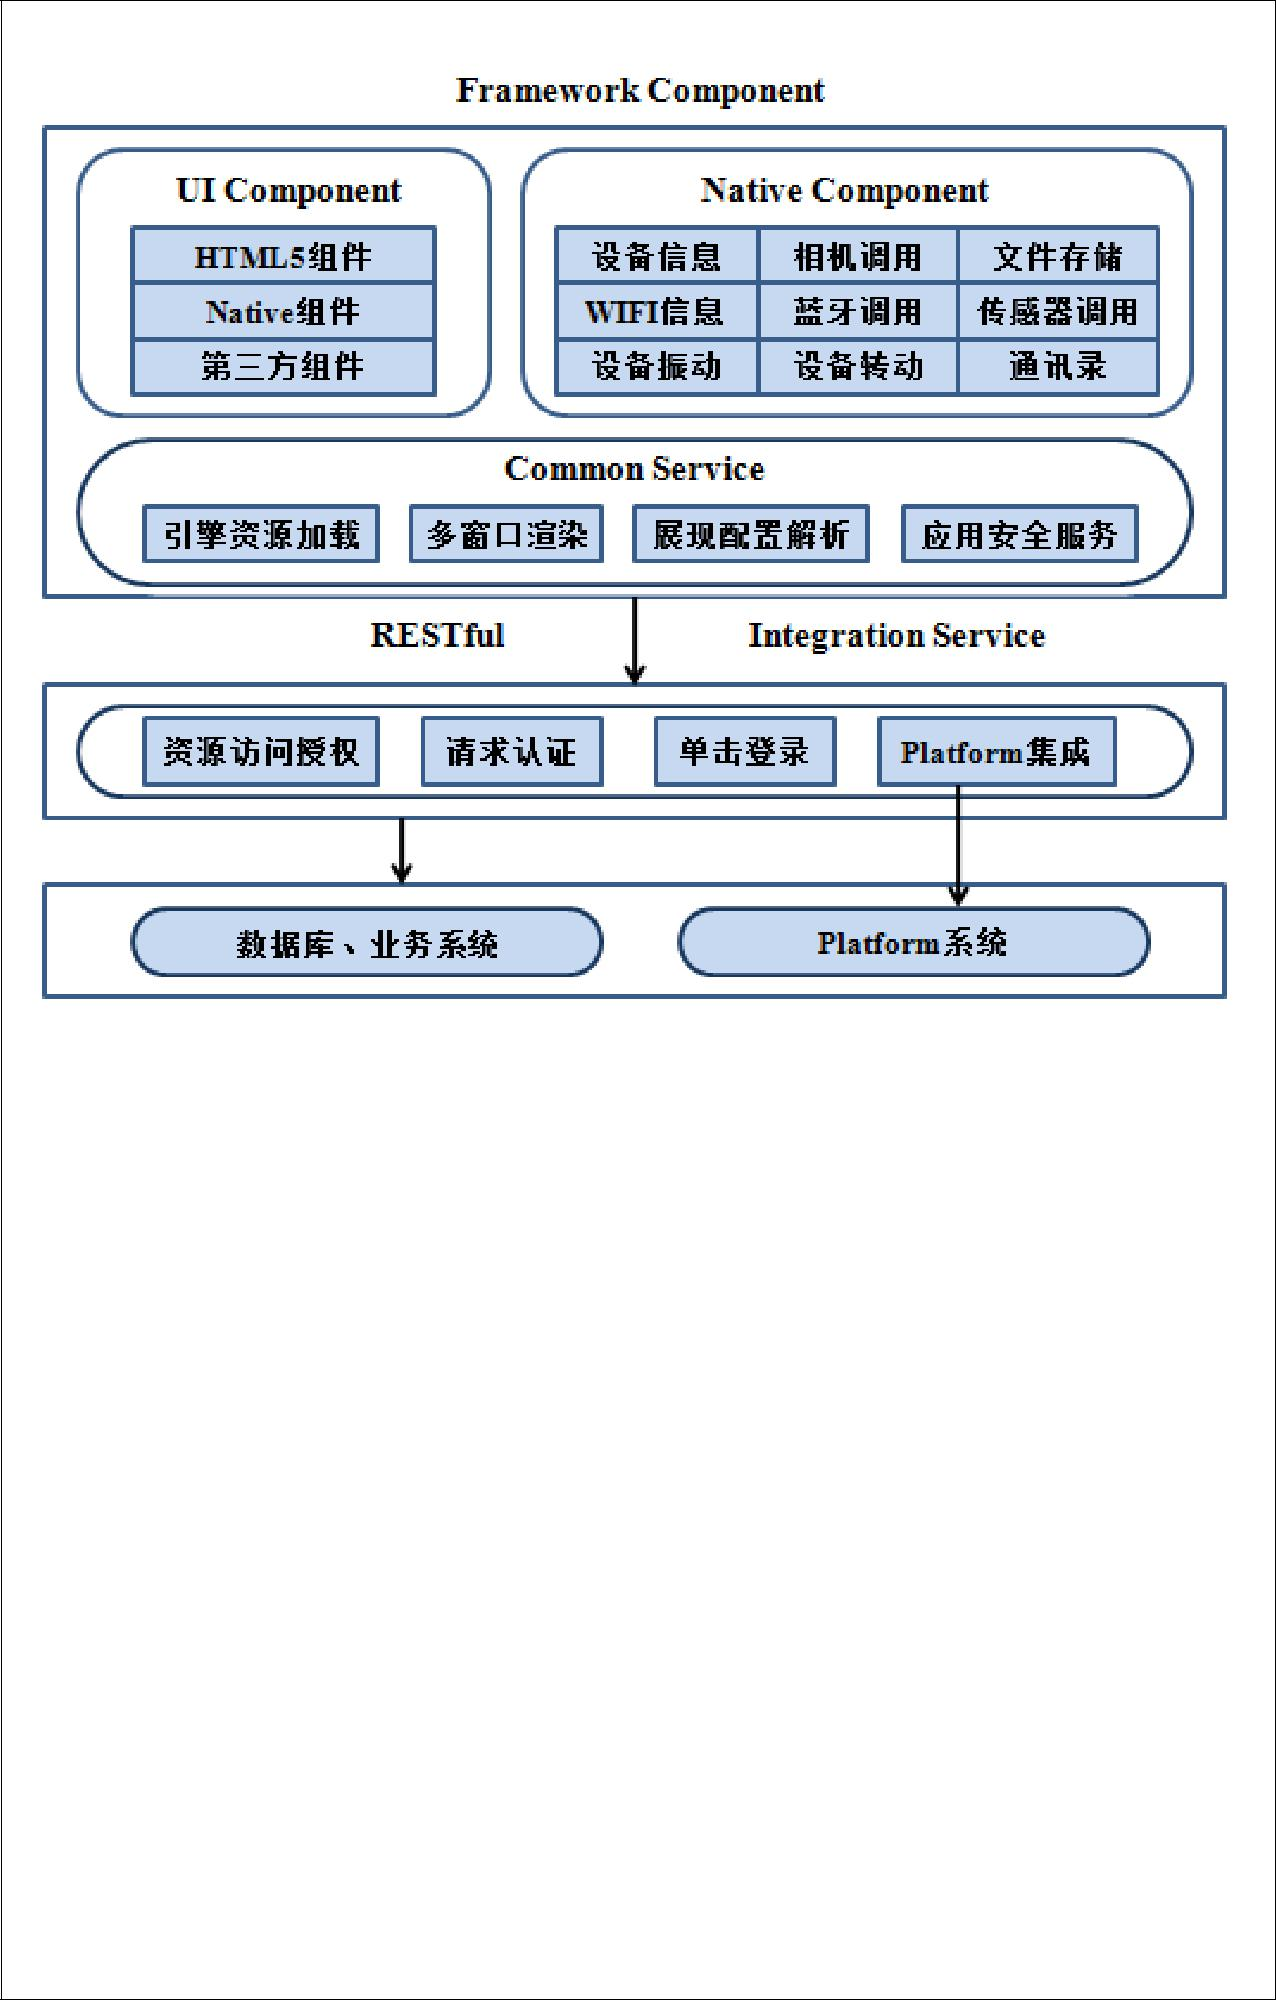 Framework Component
UI Component
HTML5组件
Native组件
第三方组件
Native Component
设备信息 相机调用 文件存储
WIFI信息 蓝牙调用 传感器调用
设备振动 设备转动 通讯录
Common Service
引擎资源加载 多窗口渲染 展现配置解析 应用安全服务
RESTful Integration Service
资源访问授权 请求认证 单击登录 Platform集成
数据库、业务系统 Platform系统